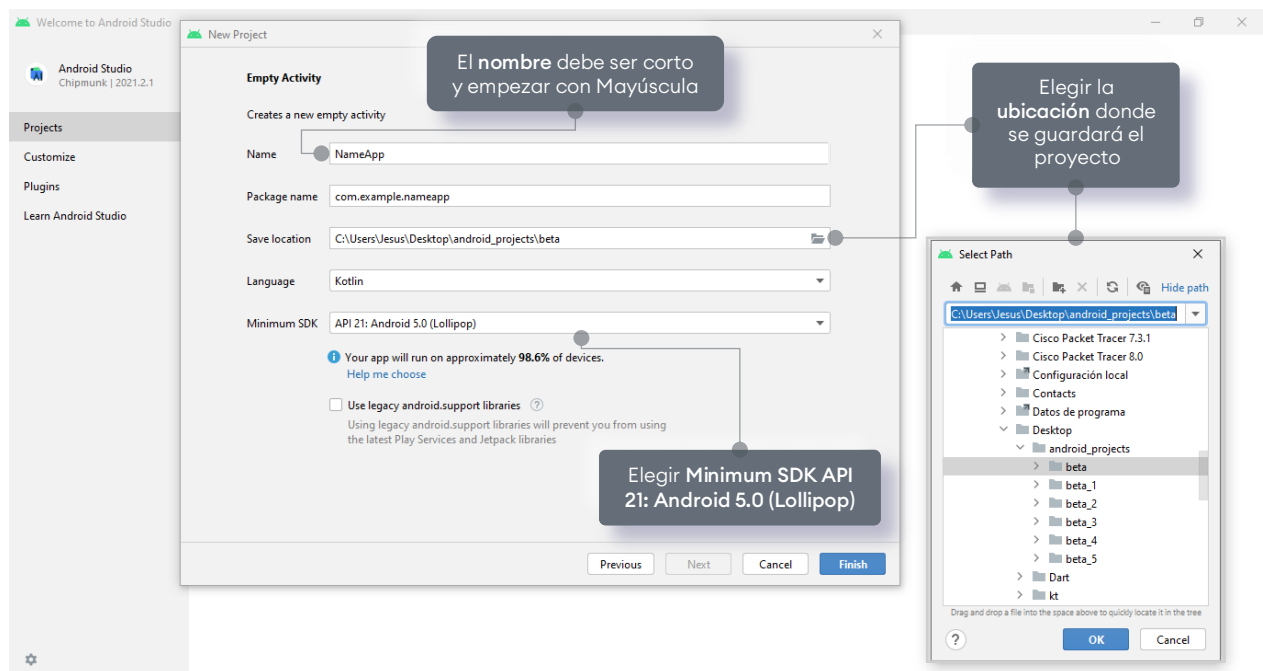 Welcome to Android Studio
Android Studio
Chipmunk | 2021.2.1
Projects
Customize
Plugins
Learn Android Studio
New Project
El nombre debe ser corto
y empezar con Mayúscula
Empty Activity
Creates a new empty activity
Name
NameApp
Package name
com.example.nameapp
Save location
C:\Users\Jesus\Desktop\android_projects\beta
Language
Kotlin
Minimum SDK
API 21: Android 5.0 (Lollipop)
Your app will run on approximately 98.6% of devices.
Help me choose
Use legacy android.support libraries ?
Using legacy android.support libraries will prevent you from using
the latest Play Services and Jetpack libraries
Elegir Minimum SDK API
21: Android 5.0 (Lollipop)
Previous
Next
Cancel
Finish
Elegir la
ubicación donde
se guardará el
proyecto
Select Path
Hide path
C:\Users\Jesus\Desktop\android_projects\beta
Cisco Packet Tracer 7.3.1
Cisco Packet Tracer 8.0
Configuración local
Contacts
Datos de programa
Desktop
android_projects
beta
beta_1
beta_2
beta_3
beta_4
beta_5
Dart
kt
Drag and drop a file into the space above to quickly locate it in the tree
?
OK
Cancel